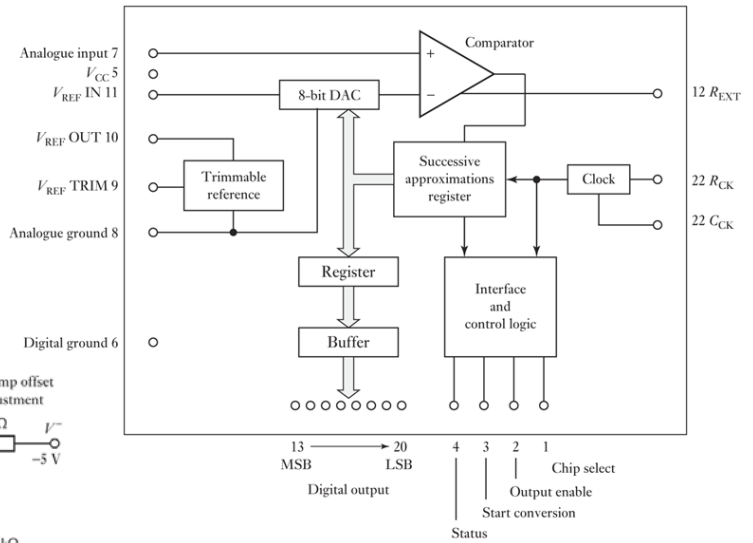 Analogue input 7
V_CC 5
V_REF IN 11
V_REF OUT 10
V_REF TRIM 9
Analogue ground 8
Digital ground 6
Comparator
+
−
8-bit DAC
12 R_EXT
Trimmable
reference
Successive
approximations
register
Clock
22 R_CK
22 C_CK
Register
Interface
and
control logic
Buffer
13
20
MSB
LSB
Digital output
4
3
2
1
Chip select
Output enable
Start conversion
Status
mp offset
ustment
Ω
V⁻
−5 V